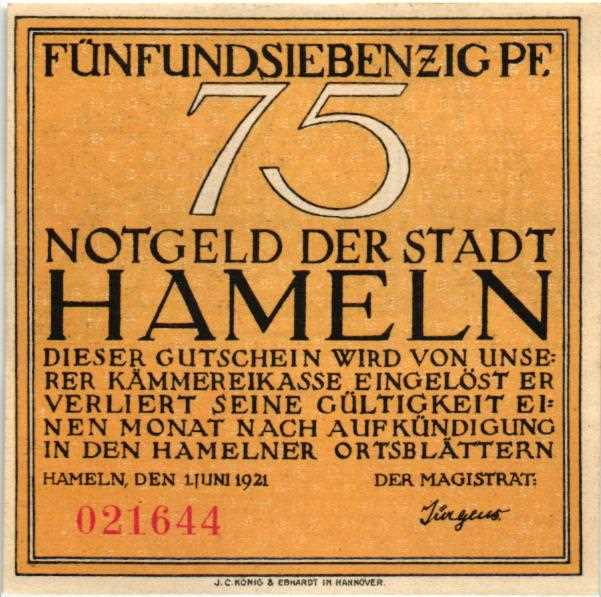 FÜNFUNDSIEBENZIG PF.
75
NOTGELD DER STADT
HAMELN
DIESER GUTSCHEIN WIRD VON UNSE=
RER KÄMMEREIKASSE EINGELÖST ER
VERLIERT SEINE GÜLTIGKEIT EI=
NEN MONAT NACH AUFKÜNDIGUNG
IN DEN HAMELNER ORTSBLÄTTERN
HAMELN, DEN 1.JUNI 1921 DER MAGISTRAT:
021644 Jürgens.
J. C. KÖNIG & EBHARDT IN HANNOVER.